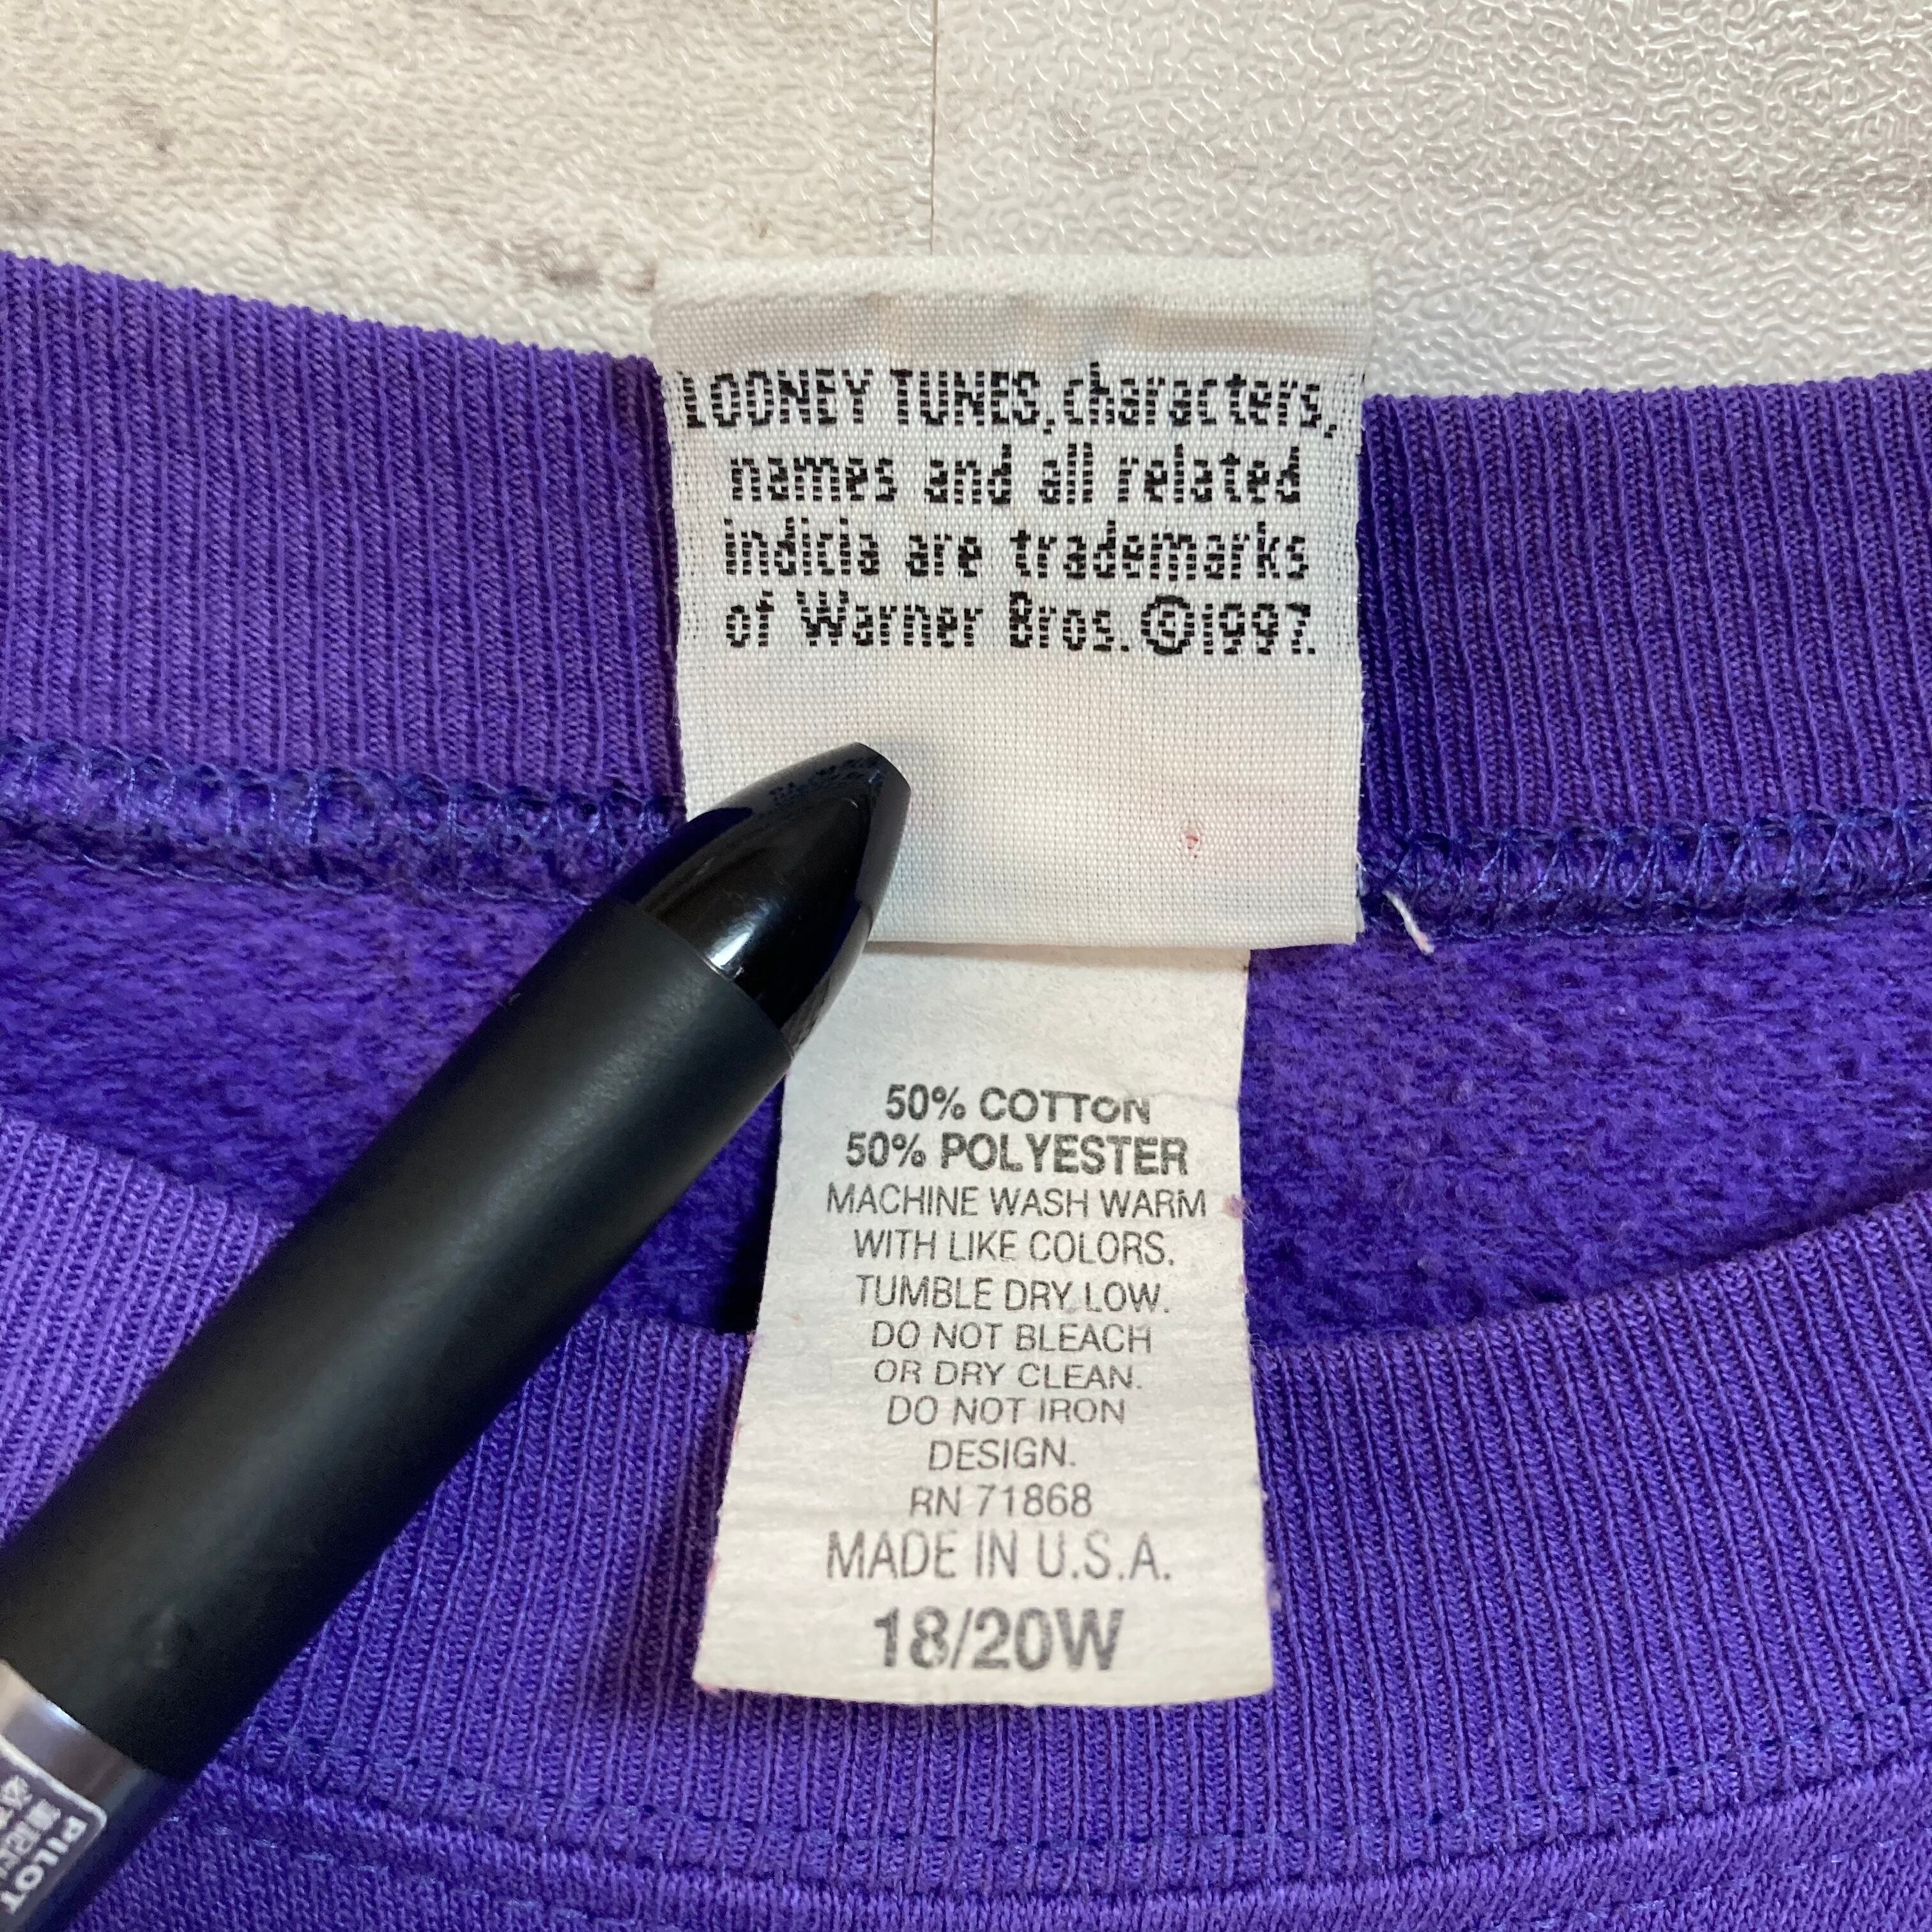 LOONEY TUNES, characters,
names and all related
indicia are trademarks
of Warner Bros. ©1997.
50% COTTON
50% POLYESTER
MACHINE WASH WARM
WITH LIKE COLORS.
TUMBLE DRY LOW.
DO NOT BLEACH
OR DRY CLEAN.
DO NOT IRON
DESIGN.
RN 71868
MADE IN U.S.A.
18/20W
PILOT